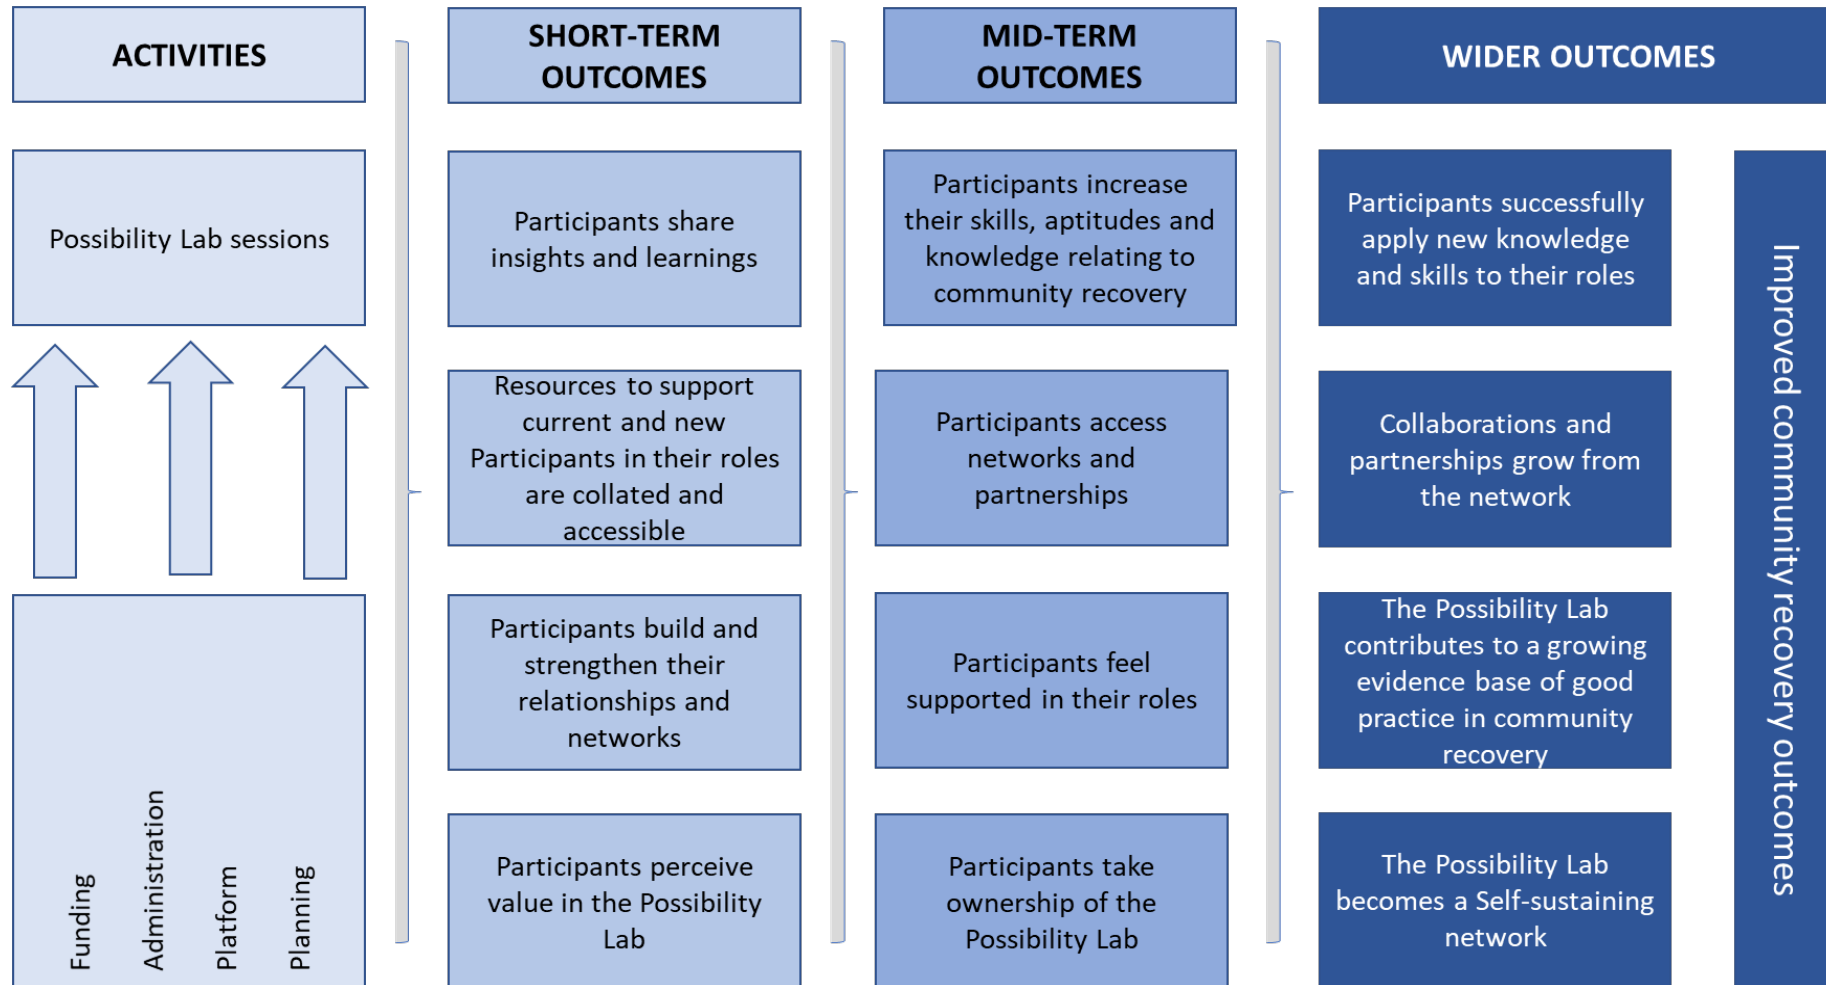 ACTIVITIES
Possibility Lab sessions
Funding
Administration
Platform
Planning
SHORT-TERM
OUTCOMES
Participants share
insights and learnings
Resources to support
current and new
Participants in their roles
are collated and
accessible
Participants build and
strengthen their
relationships and
networks
Participants perceive
value in the Possibility
Lab
MID-TERM
OUTCOMES
Participants increase
their skills, aptitudes and
knowledge relating to
community recovery
Participants access
networks and
partnerships
Participants feel
supported in their roles
Participants take
ownership of the
Possibility Lab
WIDER OUTCOMES
Participants successfully
apply new knowledge
and skills to their roles
Collaborations and
partnerships grow from
the network
The Possibility Lab
contributes to a growing
evidence base of good
practice in community
recovery
The Possibility Lab
becomes a Self-sustaining
network
Improved community recovery outcomes